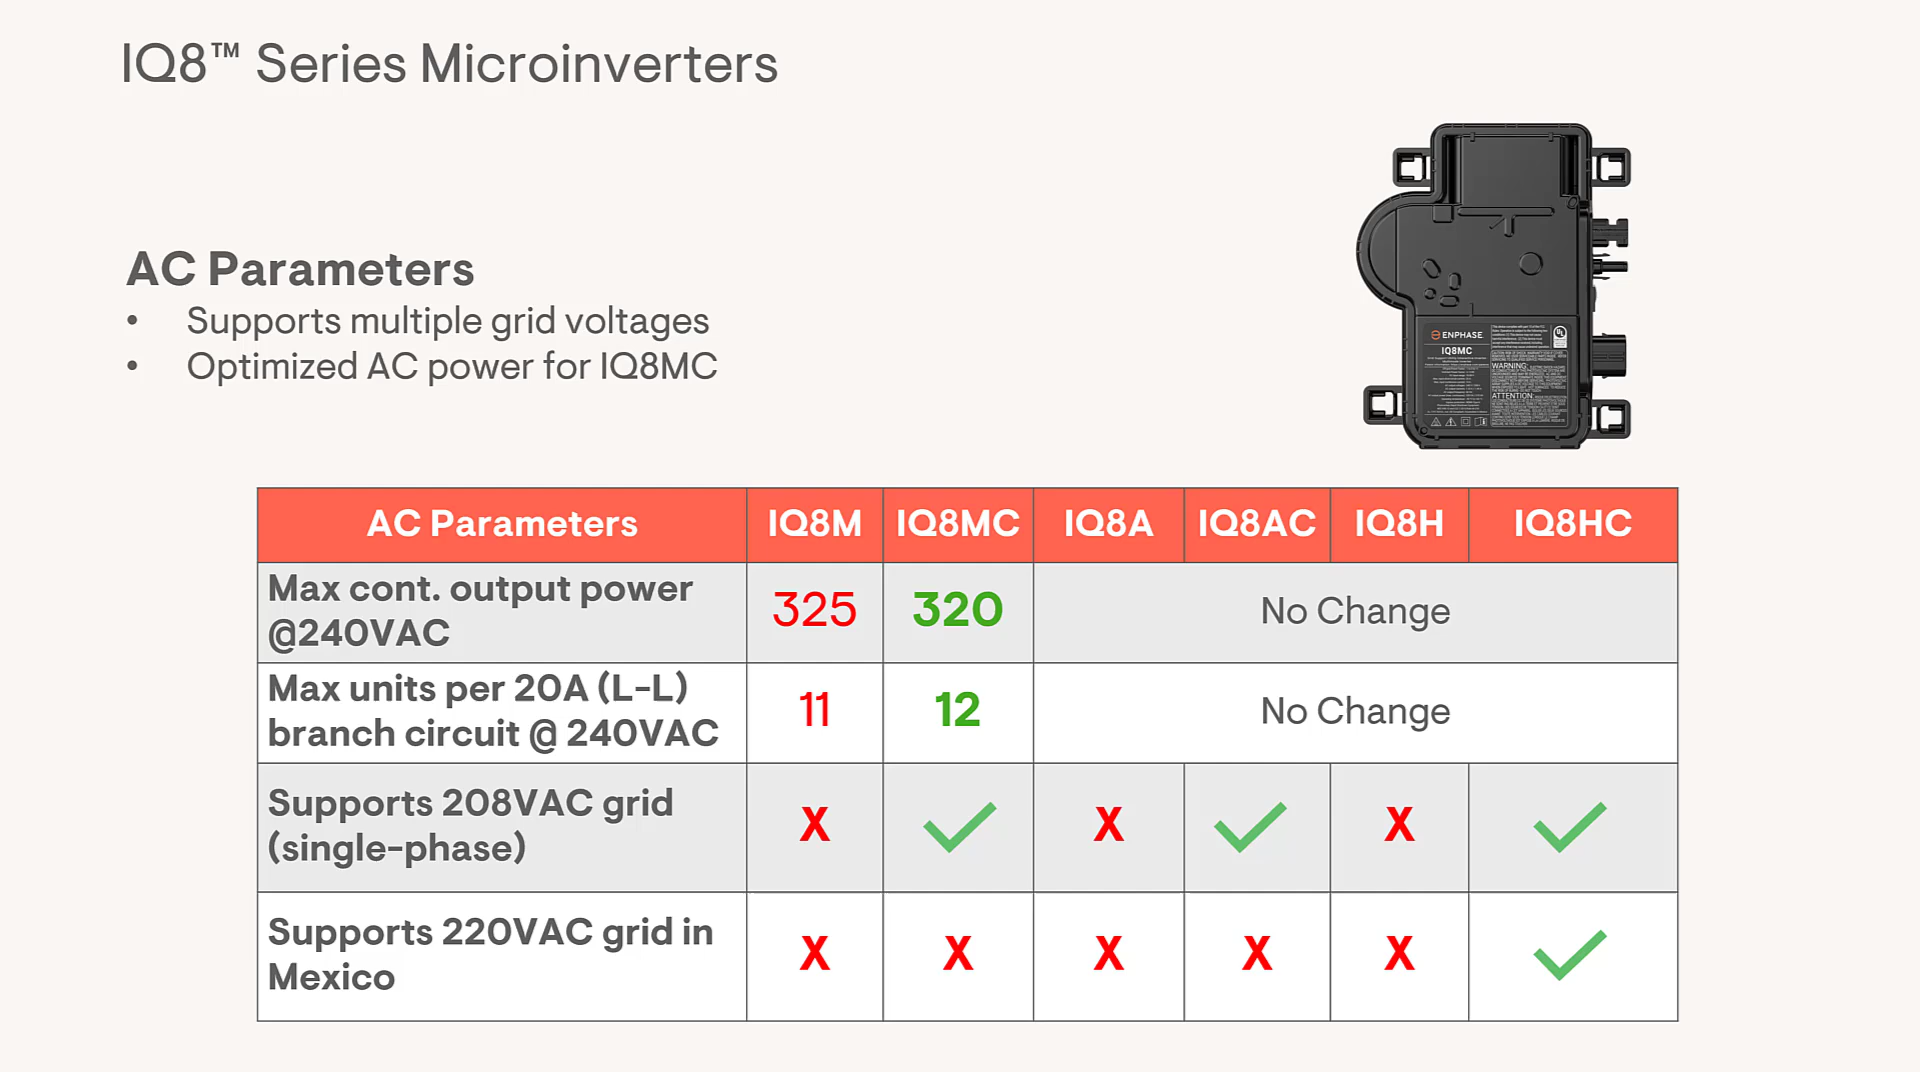 IQ8™ Series Microinverters
ENPHASE
IQ8MC
WARNING:
ATTENTION:
AC Parameters
• Supports multiple grid voltages
• Optimized AC power for IQ8MC
AC Parameters IQ8M IQ8MC IQ8A IQ8AC IQ8H IQ8HC
Max cont. output power
@240VAC
325 320 No Change
Max units per 20A (L-L)
branch circuit @ 240VAC
11 12 No Change
Supports 208VAC grid
(single-phase)
X ✓ X ✓ X ✓
Supports 220VAC grid in
Mexico
X X X X X ✓